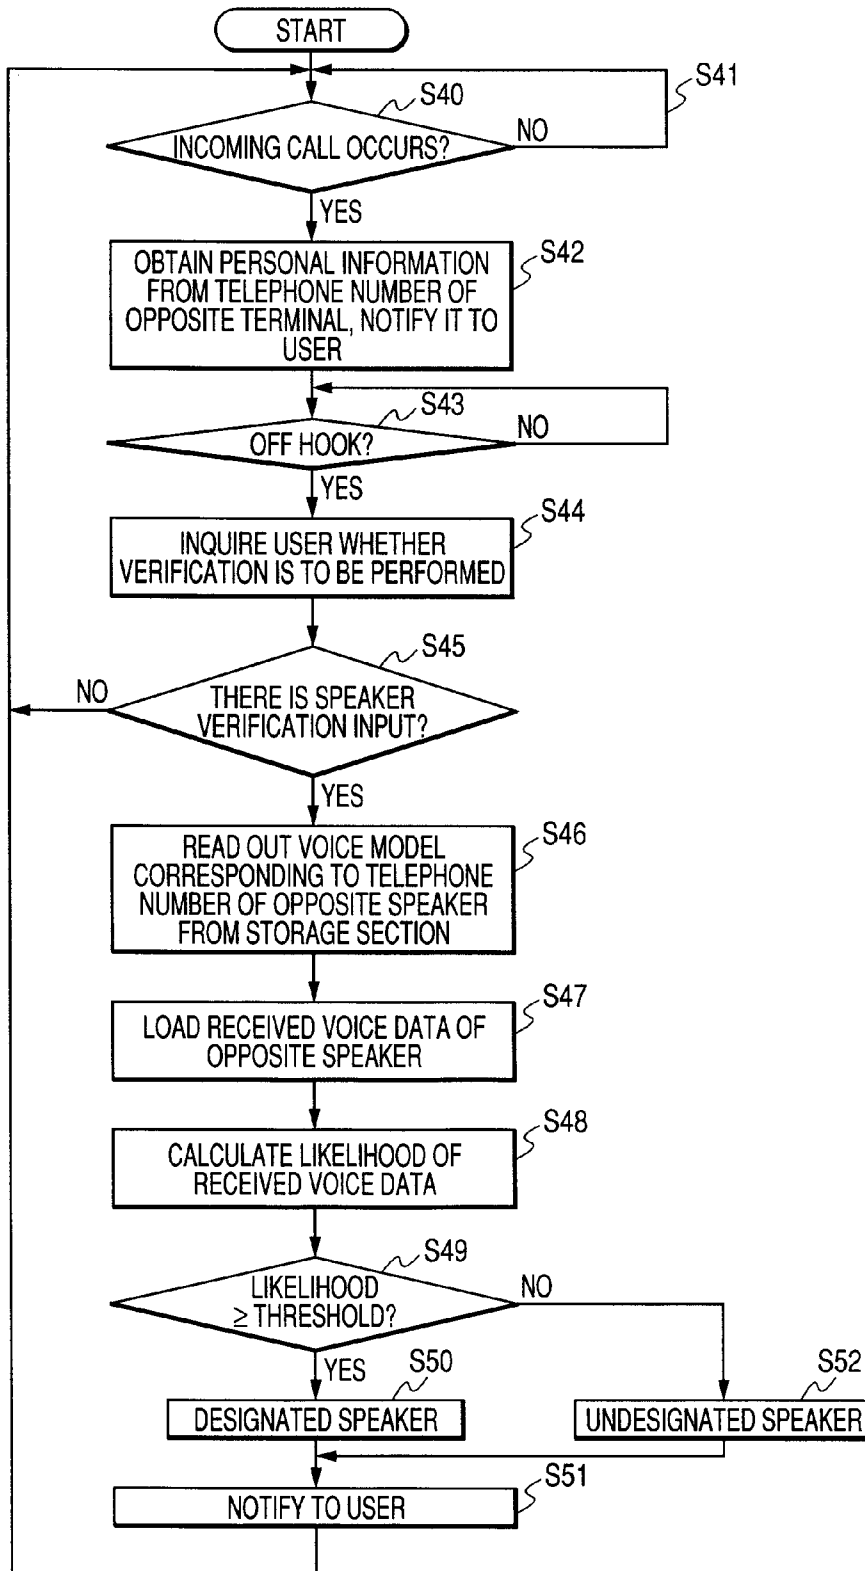 START
S41
S40
INCOMING CALL OCCURS?
NO
YES
S42
OBTAIN PERSONAL INFORMATION
FROM TELEPHONE NUMBER OF
OPPOSITE TERMINAL, NOTIFY IT TO
USER
S43
OFF HOOK?
NO
YES
S44
INQUIRE USER WHETHER
VERIFICATION IS TO BE PERFORMED
S45
NO
THERE IS SPEAKER
VERIFICATION INPUT?
YES
S46
READ OUT VOICE MODEL
CORRESPONDING TO TELEPHONE
NUMBER OF OPPOSITE SPEAKER
FROM STORAGE SECTION
S47
LOAD RECEIVED VOICE DATA OF
OPPOSITE SPEAKER
S48
CALCULATE LIKELIHOOD OF
RECEIVED VOICE DATA
S49
LIKELIHOOD
≥ THRESHOLD?
NO
YES
S50
S52
DESIGNATED SPEAKER
UNDESIGNATED SPEAKER
S51
NOTIFY TO USER